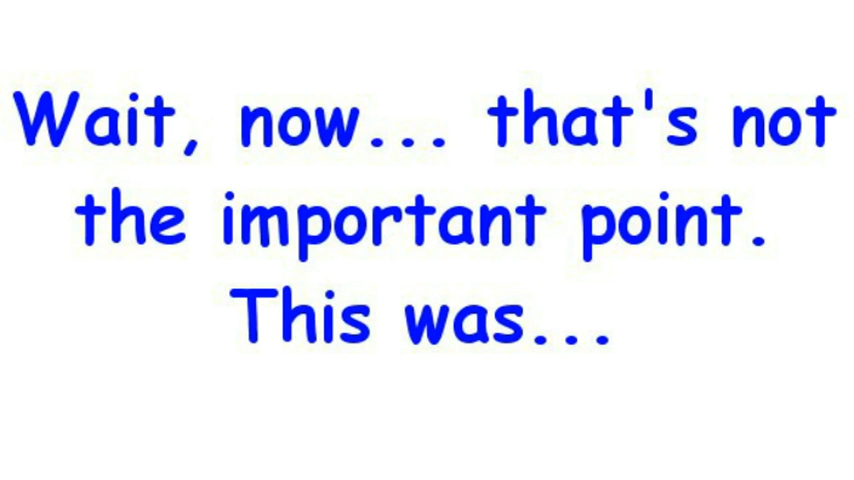 Wait, now... that's not
the important point.
This was...